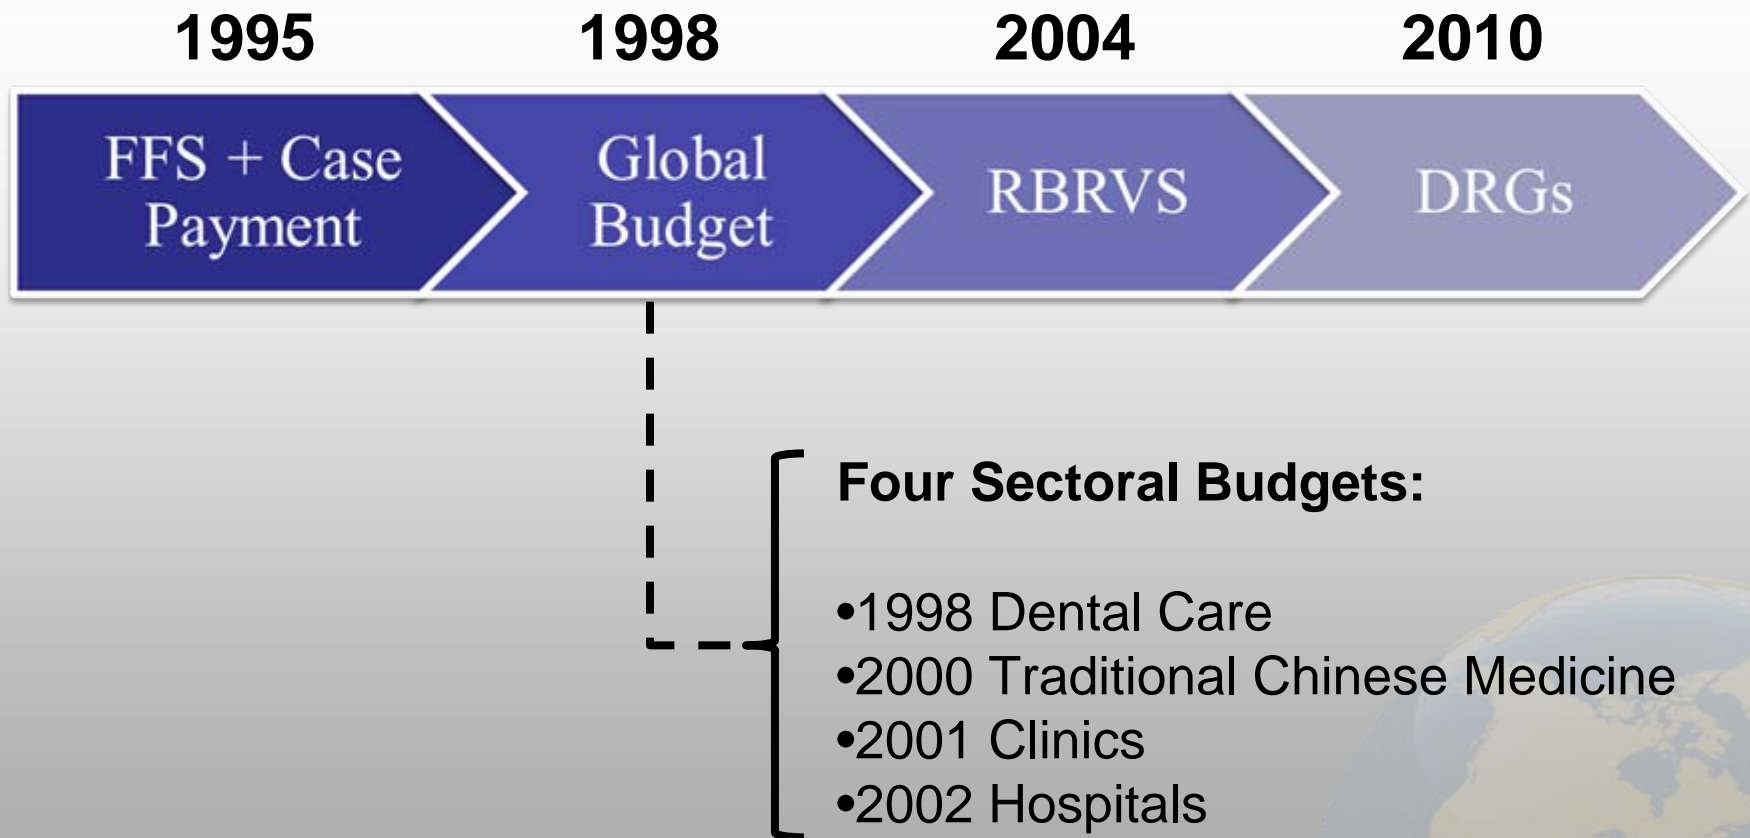 1995 1998 2004 2010
FFS + Case
Payment
Global
Budget
RBRVS
DRGs
Four Sectoral Budgets:
•1998 Dental Care
•2000 Traditional Chinese Medicine
•2001 Clinics
•2002 Hospitals